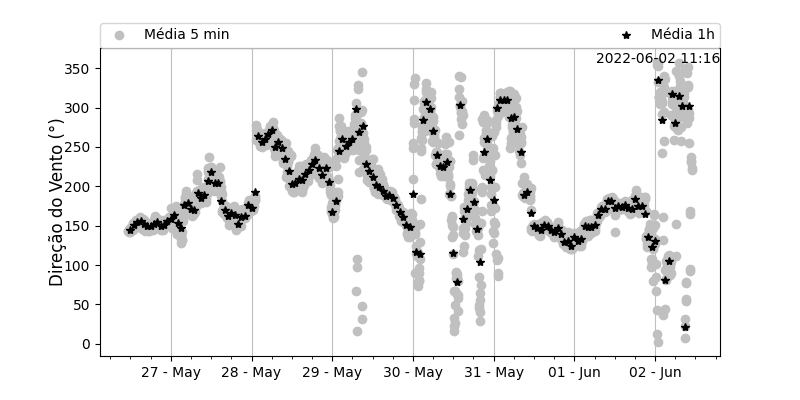 Média 5 min
Média 1h
2022-06-02 11:16
Direção do Vento (°)
350
300
250
200
150
100
50
0
27 - May
28 - May
29 - May
30 - May
31 - May
01 - Jun
02 - Jun